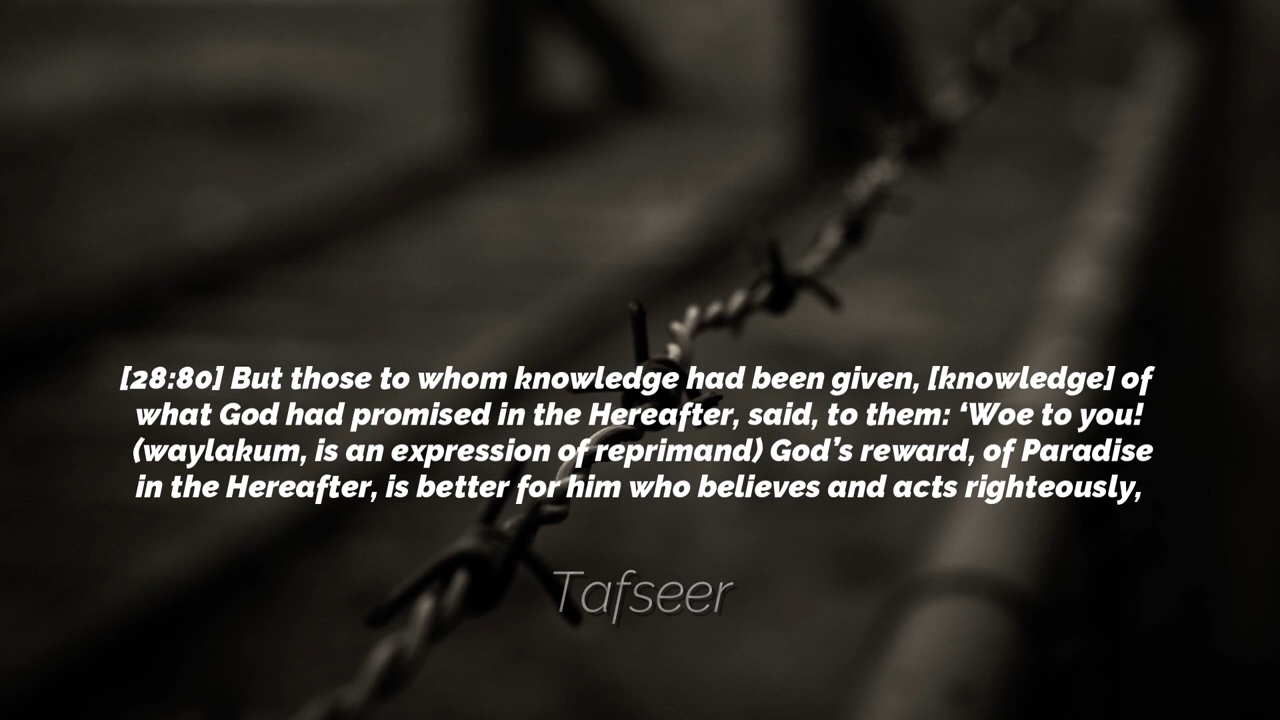 [28:80] But those to whom knowledge had been given, [knowledge] of
what God had promised in the Hereafter, said, to them: ‘Woe to you!
(waylakum, is an expression of reprimand) God’s reward, of Paradise
in the Hereafter, is better for him who believes and acts righteously,
Tafseer